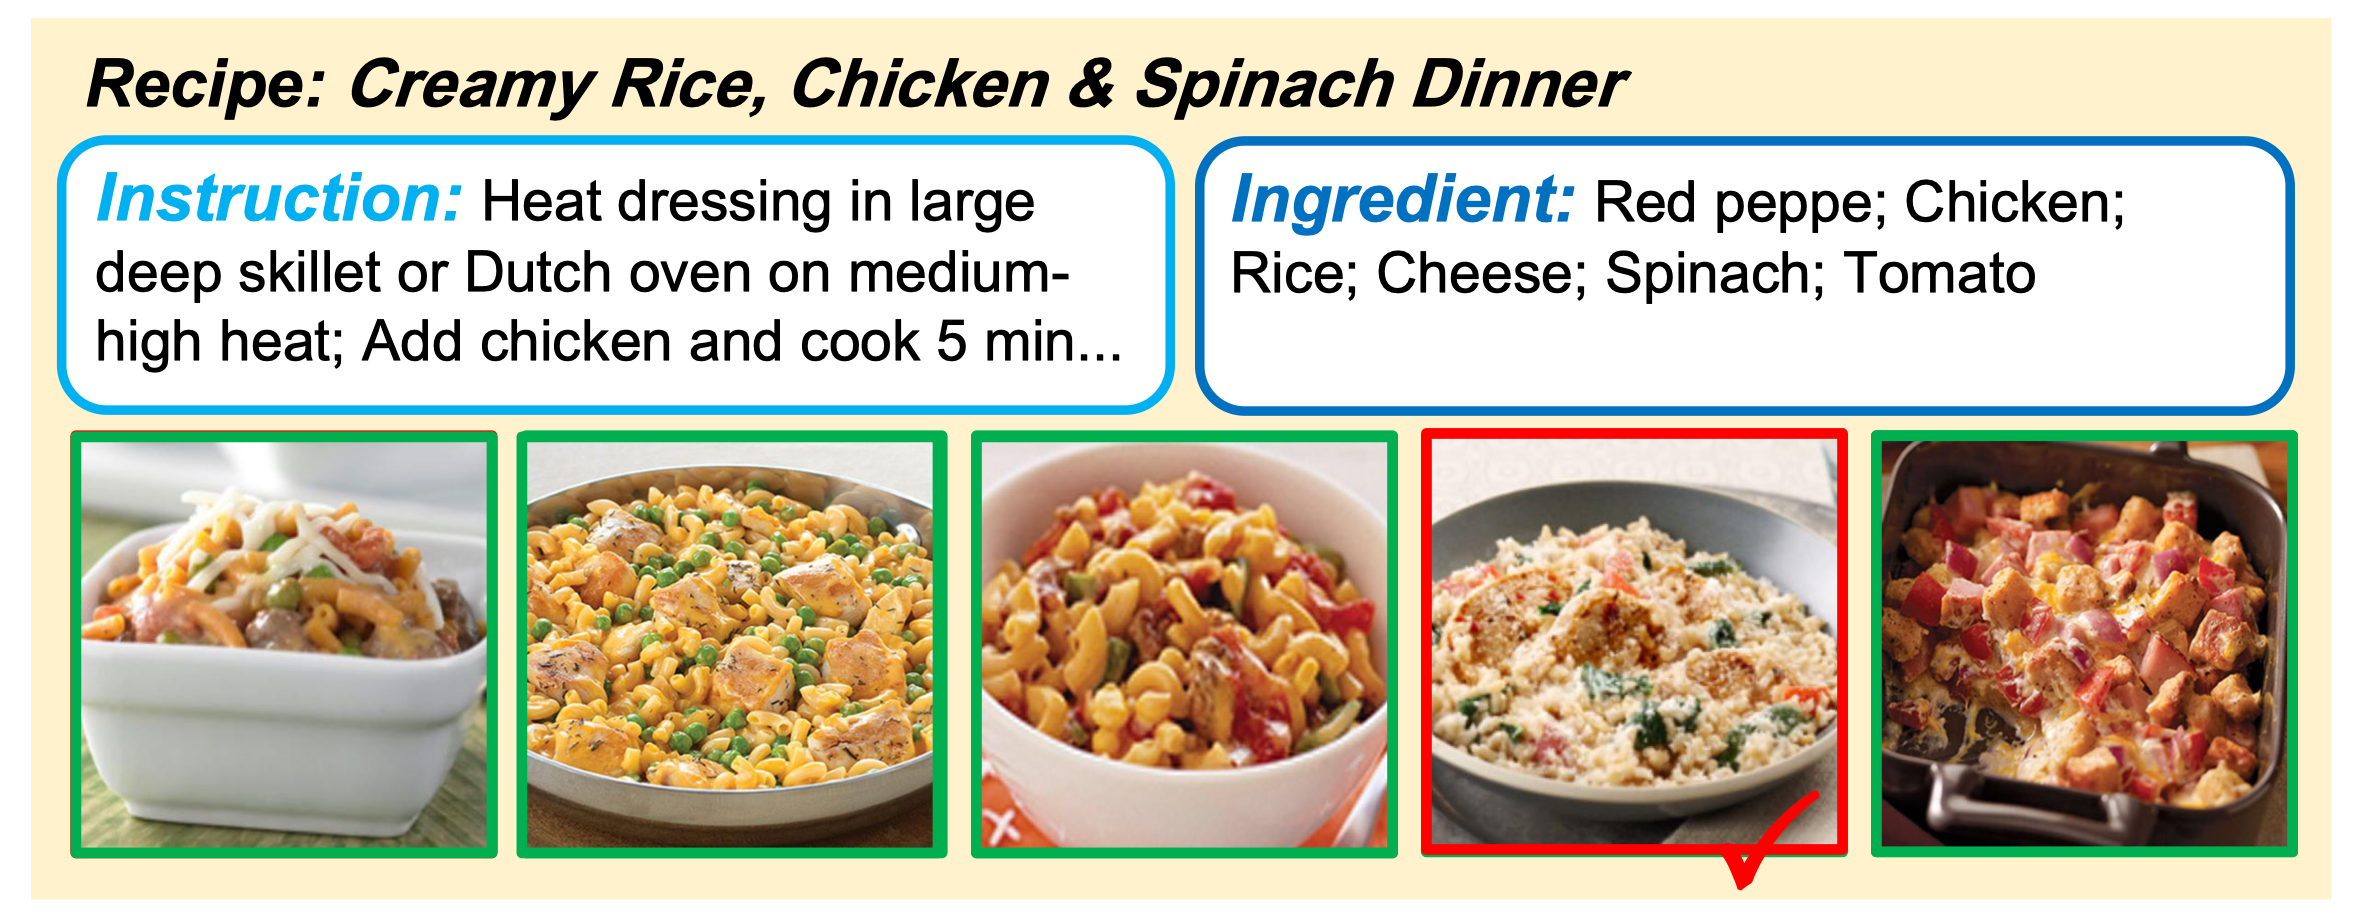 Recipe: Creamy Rice, Chicken & Spinach Dinner
Instruction: Heat dressing in large
deep skillet or Dutch oven on medium-
high heat; Add chicken and cook 5 min...
Ingredient: Red peppe; Chicken;
Rice; Cheese; Spinach; Tomato